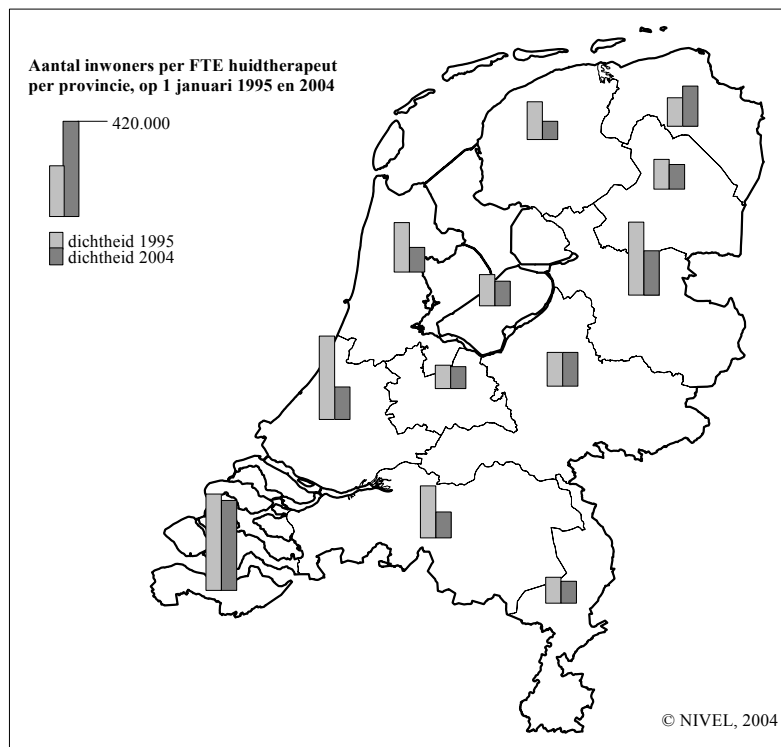 Aantal inwoners per FTE huidtherapeut
per provincie, op 1 januari 1995 en 2004
420.000
dichtheid 1995
dichtheid 2004
© NIVEL, 2004